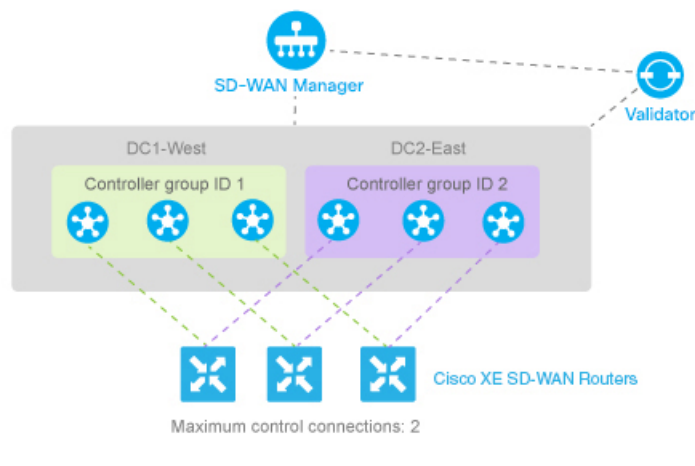 SD-WAN Manager
Validator
DC1-West
DC2-East
Controller group ID 1
Controller group ID 2
Cisco XE SD-WAN Routers
Maximum control connections: 2